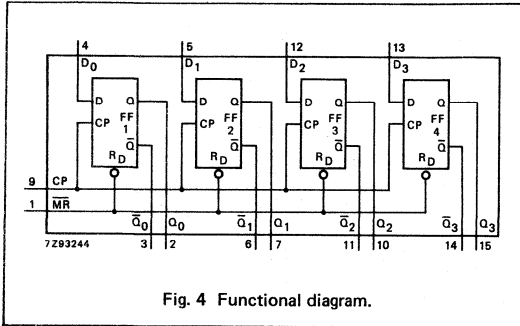 4 5 12 13
D0 D1 D2 D3
D Q D Q D Q D Q
FF FF FF FF
CP 1 CP 2 CP 3 CP 4
Q̅ Q̅ Q̅ Q̅
RD RD RD RD
9 CP
1 M̅R̅
Q̅0 Q0 Q̅1 Q1 Q̅2 Q2 Q̅3 Q3
7Z93244 3 2 6 7 11 10 14 15
Fig. 4 Functional diagram.